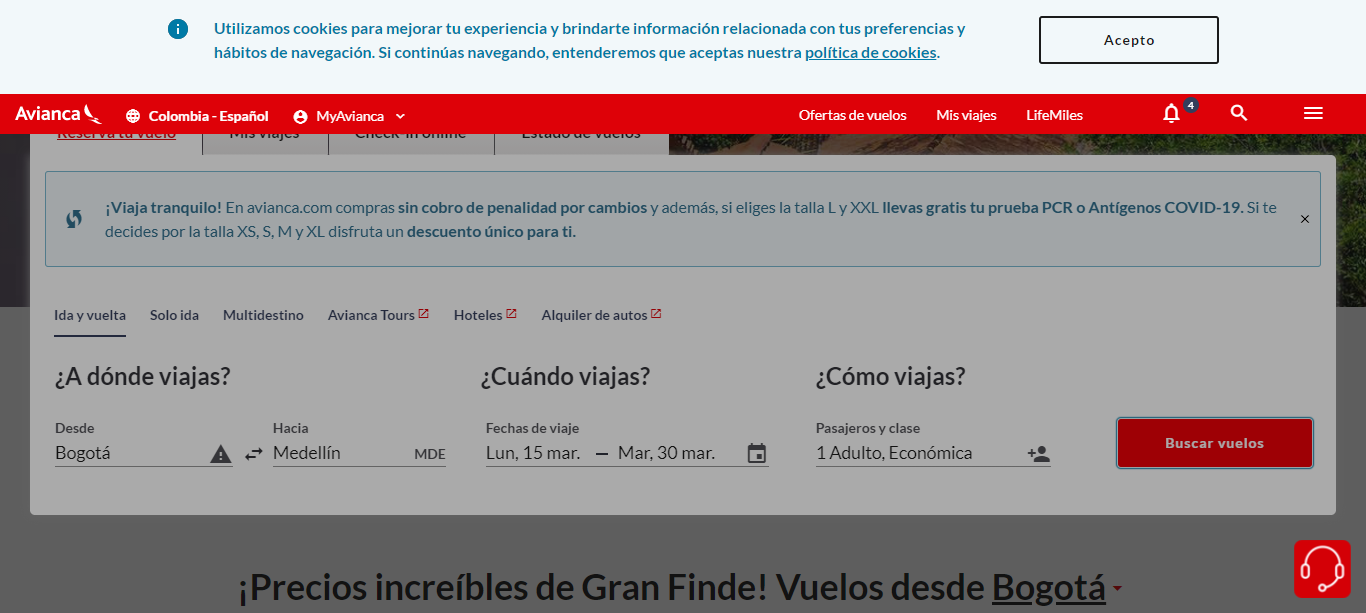 Utilizamos cookies para mejorar tu experiencia y brindarte información relacionada con tus preferencias y
hábitos de navegación. Si continúas navegando, entenderemos que aceptas nuestra política de cookies.
Acepto
Avianca
Colombia - Español
MyAvianca
Ofertas de vuelos
Mis viajes
LifeMiles
4
Reserva tu vuelo
Mis viajes
Check-in online
Estado de vuelos
¡Viaja tranquilo! En avianca.com compras sin cobro de penalidad por cambios y además, si eliges la talla L y XXL llevas gratis tu prueba PCR o Antígenos COVID-19. Si te
decides por la talla XS, S, M y XL disfruta un descuento único para ti.
Ida y vuelta
Solo ida
Multidestino
Avianca Tours
Hoteles
Alquiler de autos
¿A dónde viajas?
¿Cuándo viajas?
¿Cómo viajas?
Desde
Hacia
Fechas de viaje
Pasajeros y clase
Bogotá
Medellín
MDE
Lun, 15 mar. — Mar, 30 mar.
1 Adulto, Económica
Buscar vuelos
¡Precios increíbles de Gran Finde! Vuelos desde Bogotá